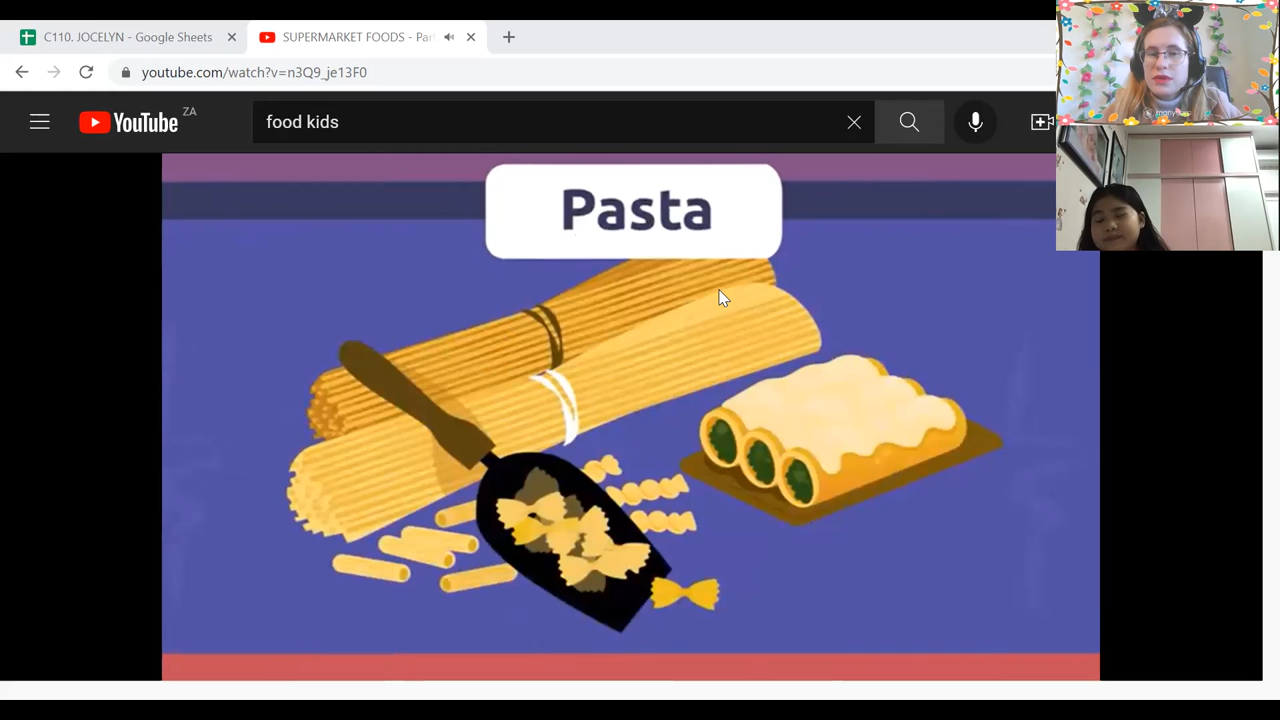 C110. JOCELYN - Google Sheets
SUPERMARKET FOODS - Par
youtube.com/watch?v=n3Q9_je13F0
YouTube ZA
food kids
Pasta